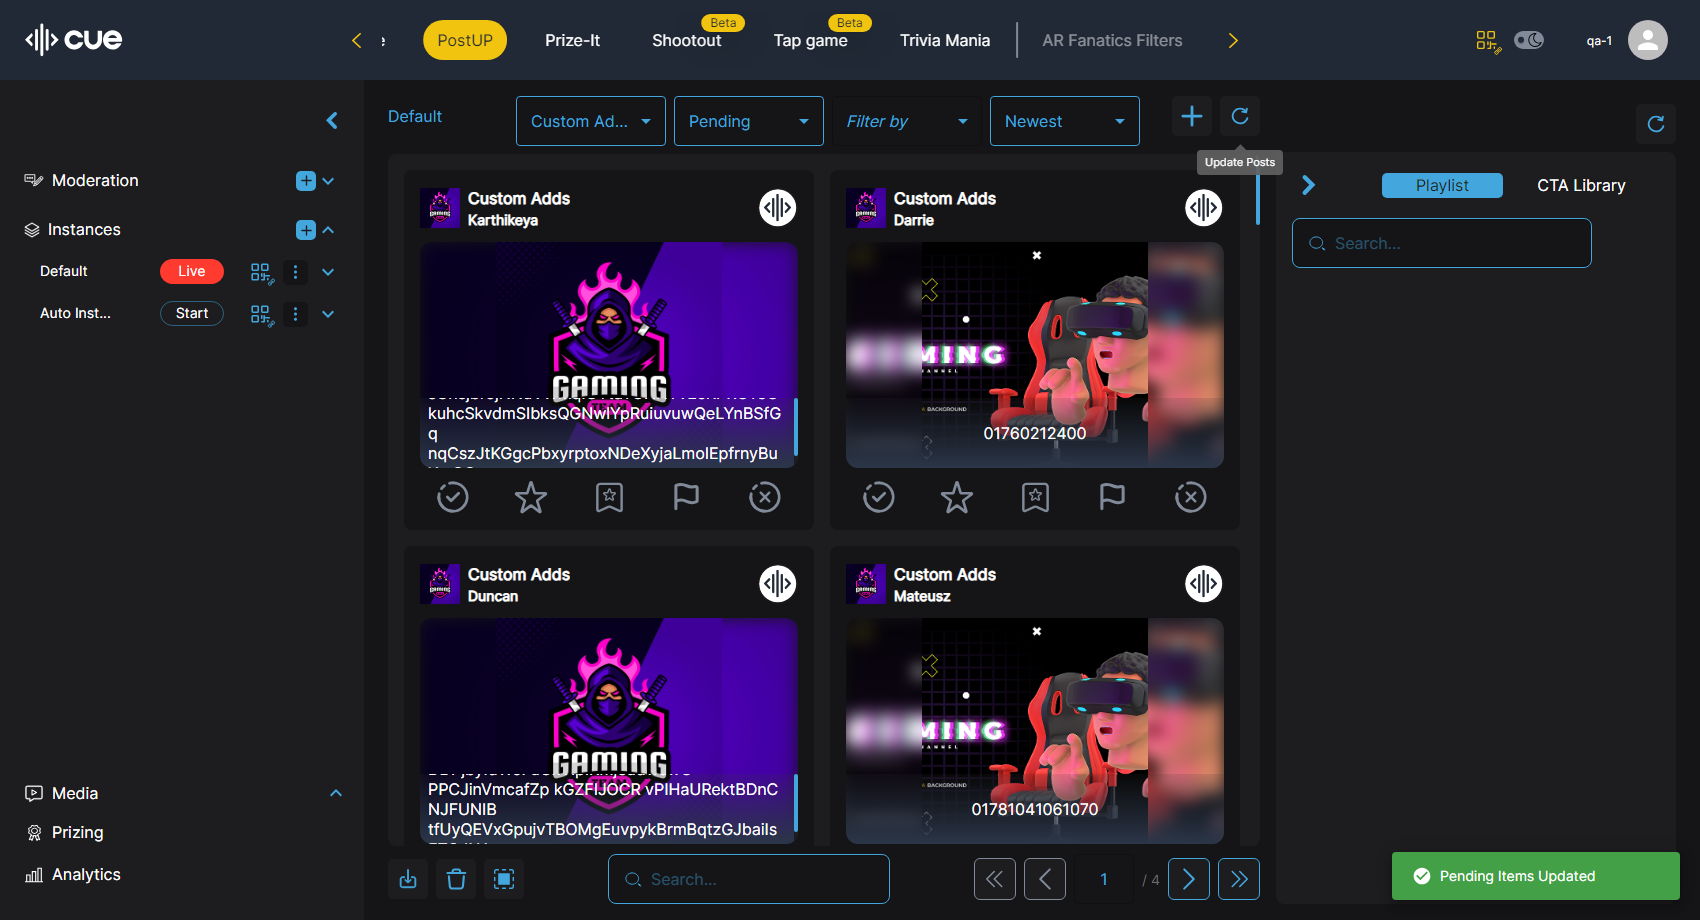 cue
PostUP
Prize-It
Shootout
Beta
Tap game
Beta
Trivia Mania
AR Fanatics Filters
qa-1
Default
Custom Ad...
Pending
Filter by
Newest
Update Posts
Moderation
Instances
Default
Live
Auto Inst...
Start
Media
Prizing
Analytics
Custom Adds
Karthikeya
GAMING
kuhcSkvdmSIbksQGNwlYpRuiuvuwQeLYnBSfG
q
nqCszJtKGgcPbxyrptoxNDeXyjaLmoIEpfrnyBu
Custom Adds
Darrie
MING
BACKGROUND
01760212400
Custom Adds
Duncan
GAMING
PPCJinVmcafZp kGZFIJOCR vPIHaURektBDnC
NJFUNIB
tfUyQEVxGpujvTBOMgEuvpykBrmBqtzGJbails
Custom Adds
Mateusz
MING
BACKGROUND
01781041061070
Search...
1
/ 4
Playlist
CTA Library
Search...
Pending Items Updated